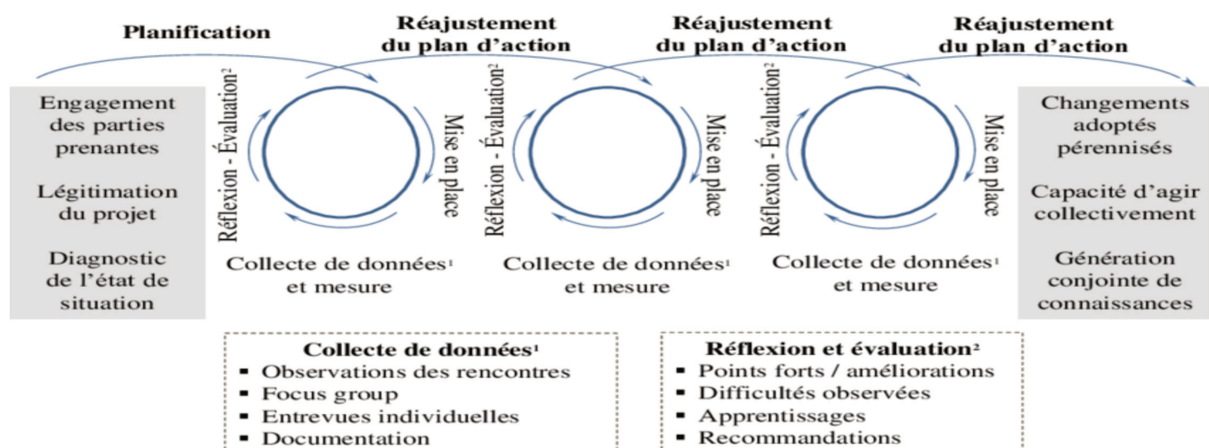 Planification
Réajustement
du plan d'action
Réajustement
du plan d'action
Réajustement
du plan d'action
Engagement
des parties
prenantes
Légitimation
du projet
Diagnostic
de l'état de
situation
Réflexion - Évaluation²
Mise en place
Collecte de données¹
et mesure
Réflexion - Évaluation²
Mise en place
Collecte de données¹
et mesure
Réflexion - Évaluation²
Mise en place
Collecte de données¹
et mesure
Changements
adoptés
pérennisés
Capacité d'agir
collectivement
Génération
conjointe de
connaissances
Collecte de données¹
▪ Observations des rencontres
▪ Focus group
▪ Entrevues individuelles
▪ Documentation
Réflexion et évaluation²
▪ Points forts / améliorations
▪ Difficultés observées
▪ Apprentissages
▪ Recommandations